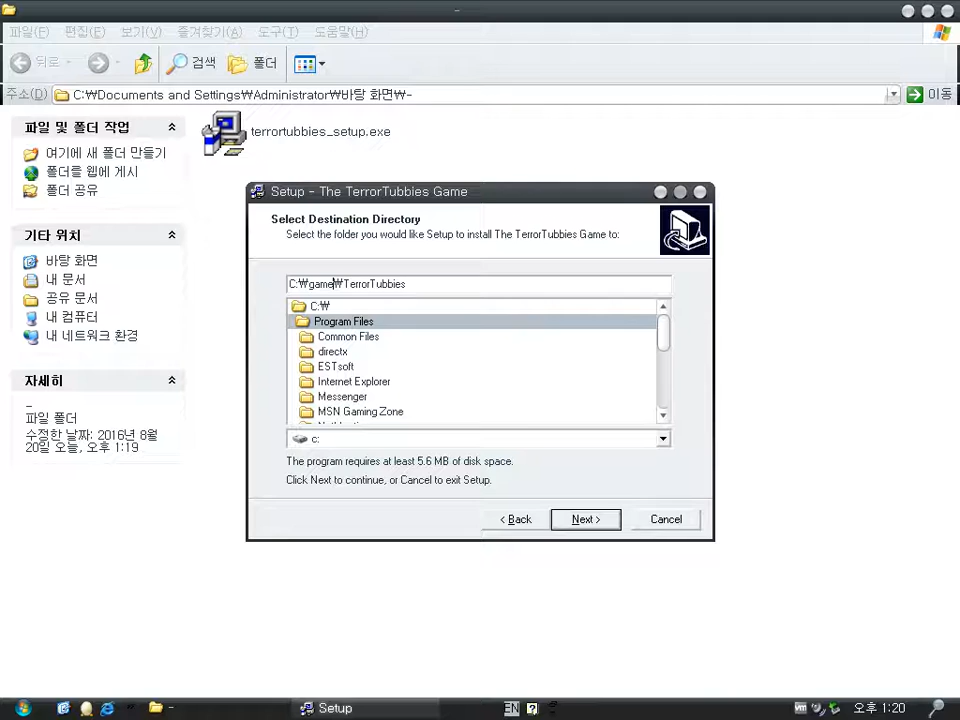 -
파일(F) 편집(E) 보기(V) 즐겨찾기(A) 도구(T) 도움말(H)
뒤로 검색 폴더
주소(D) C:₩Documents and Settings₩Administrator₩바탕 화면₩- 이동
파일 및 폴더 작업
여기에 새 폴더 만들기
폴더를 웹에 게시
폴더 공유
기타 위치
바탕 화면
내 문서
공유 문서
내 컴퓨터
내 네트워크 환경
자세히
-
파일 폴더
수정한 날짜: 2016년 8월
20일 오늘, 오후 1:19
terrortubbies_setup.exe
Setup - The TerrorTubbies Game
Select Destination Directory
Select the folder you would like Setup to install The TerrorTubbies Game to:
C:₩game₩TerrorTubbies
C:₩
Program Files
Common Files
directx
ESTsoft
Internet Explorer
Messenger
MSN Gaming Zone
c:
The program requires at least 5.6 MB of disk space.
Click Next to continue, or Cancel to exit Setup.
< Back Next > Cancel
- Setup EN 오후 1:20